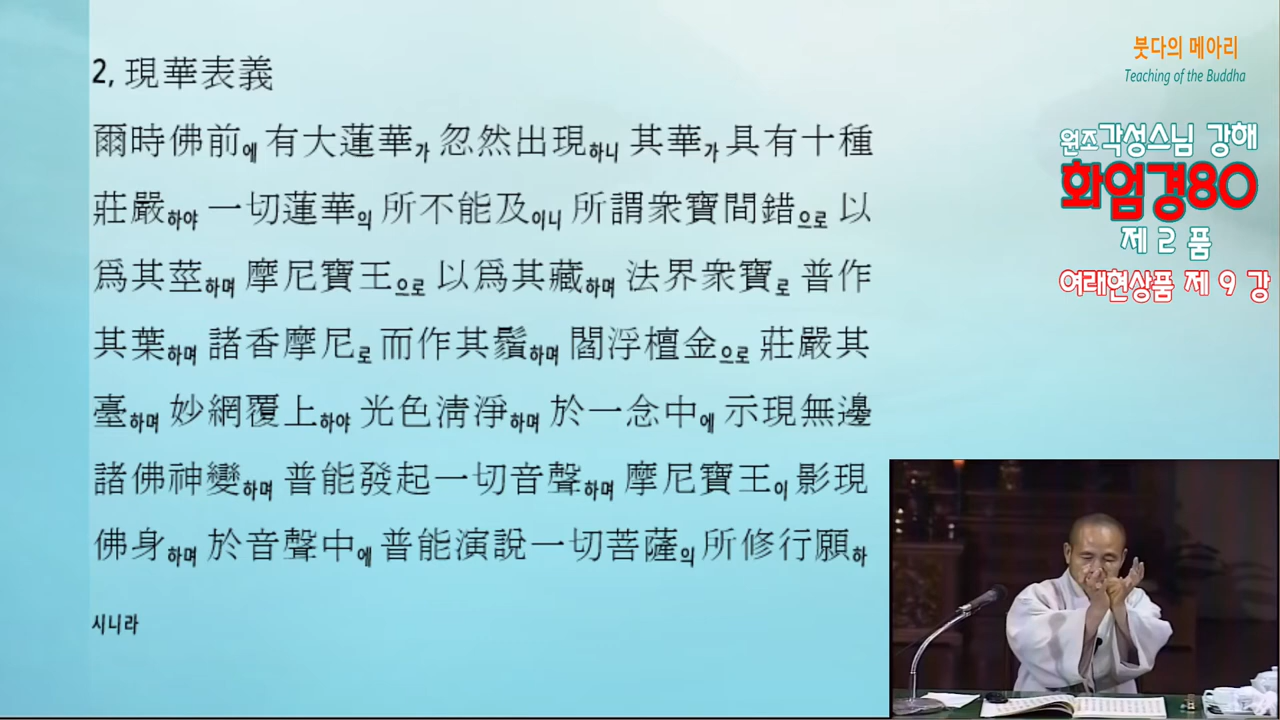 2, 現華表義
爾時佛前에 有大蓮華가 忽然出現하니 其華가 具有十種
莊嚴하야 一切蓮華의 所不能及이니 所謂衆寶間錯으로 以
爲其莖하며 摩尼寶王으로 以爲其藏하며 法界衆寶로 普作
其葉하며 諸香摩尼로 而作其鬚하며 閻浮檀金으로 莊嚴其
臺하며 妙網覆上하야 光色淸淨하며 於一念中에 示現無邊
諸佛神變하며 普能發起一切音聲하며 摩尼寶王이 影現
佛身하며 於音聲中에 普能演說一切菩薩의 所修行願하
시니라
붓다의 메아리
Teaching of the Buddha
원조각성스님 강해
화엄경80
제 2 품
여래현상품 제 9 강